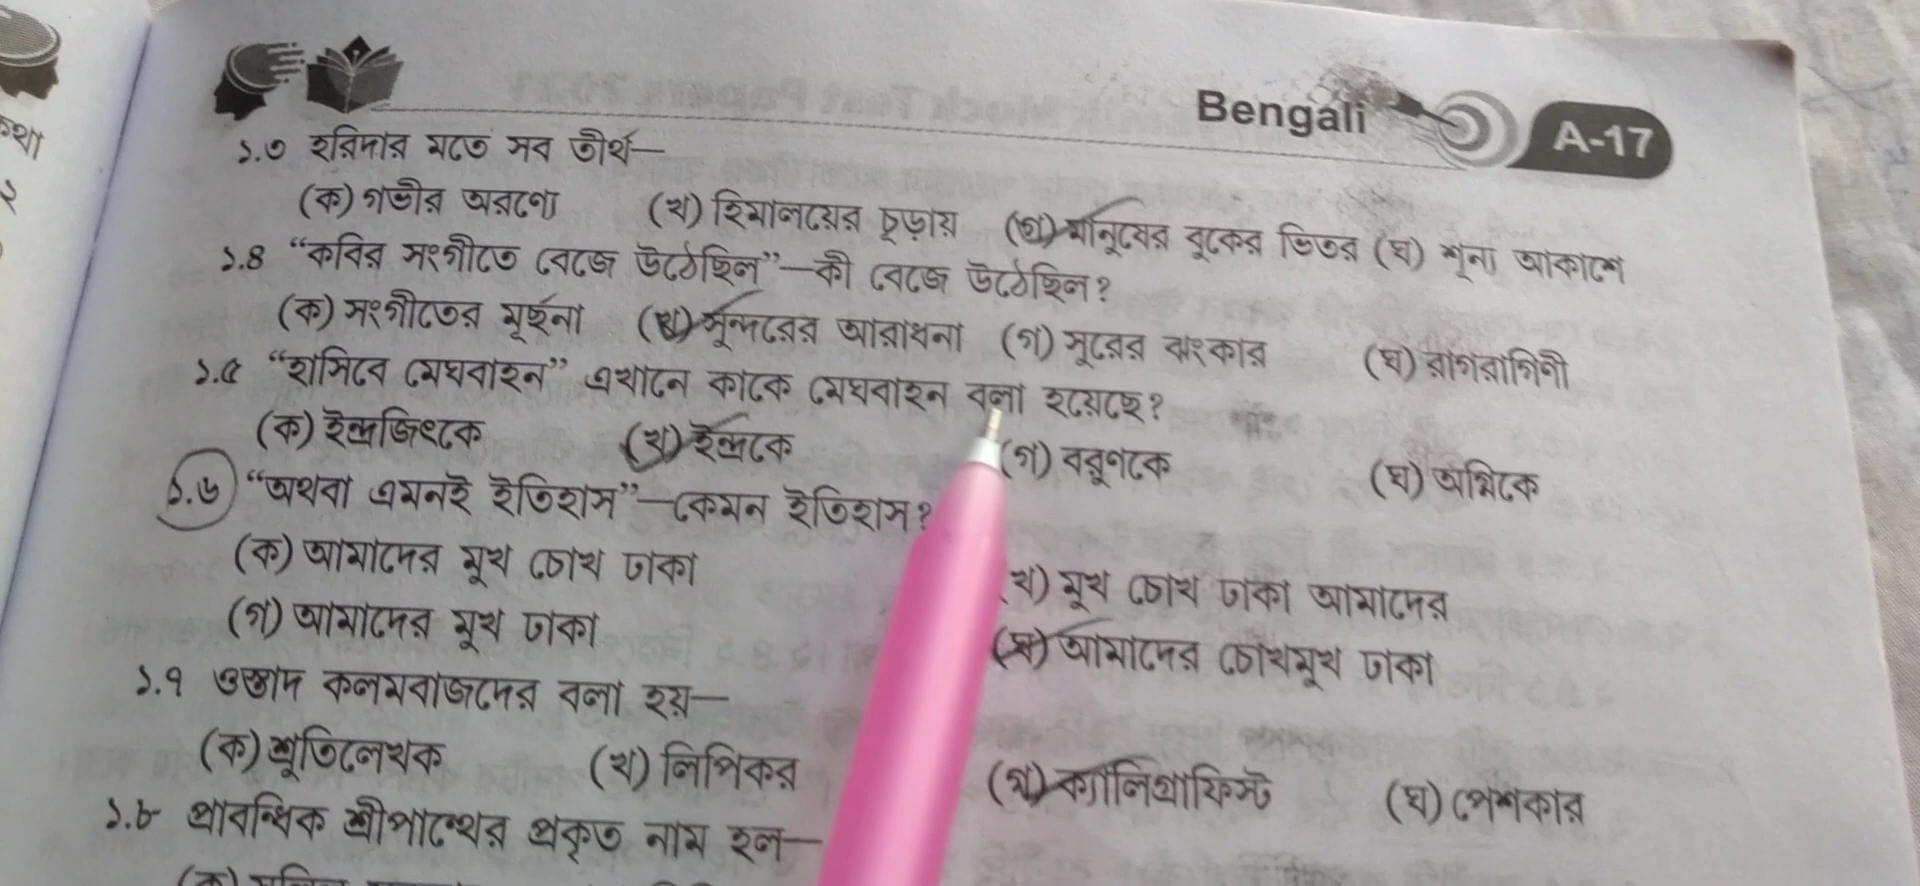 Bengali
A-17
১.৩ হরিদার মতে সব তীর্থ—
(ক) গভীর অরণ্যে (খ) হিমালয়ের চূড়ায় (গ) মানুষের বুকের ভিতর (ঘ) শূন্য আকাশে
১.৪ “কবির সংগীতে বেজে উঠেছিল”—কী বেজে উঠেছিল?
(ক) সংগীতের মূর্ছনা (খ) সুন্দরের আরাধনা (গ) সুরের ঝংকার (ঘ) রাগরাগিণী
১.৫ “হাসিবে মেঘবাহন” এখানে কাকে মেঘবাহন বলা হয়েছে?
(ক) ইন্দ্রজিৎকে (খ) ইন্দ্রকে (গ) বরুণকে (ঘ) অগ্নিকে
১.৬ “অথবা এমনই ইতিহাস”—কেমন ইতিহাস?
(ক) আমাদের মুখ চোখ ঢাকা (খ) মুখ চোখ ঢাকা আমাদের
(গ) আমাদের মুখ ঢাকা (ঘ) আমাদের চোখমুখ ঢাকা
১.৭ ওস্তাদ কলমবাজদের বলা হয়—
(ক) শ্রুতিলেখক (খ) লিপিকর (গ) ক্যালিগ্রাফিস্ট (ঘ) পেশকার
১.৮ প্রাবন্ধিক শ্রীপান্থের প্রকৃত নাম হল—